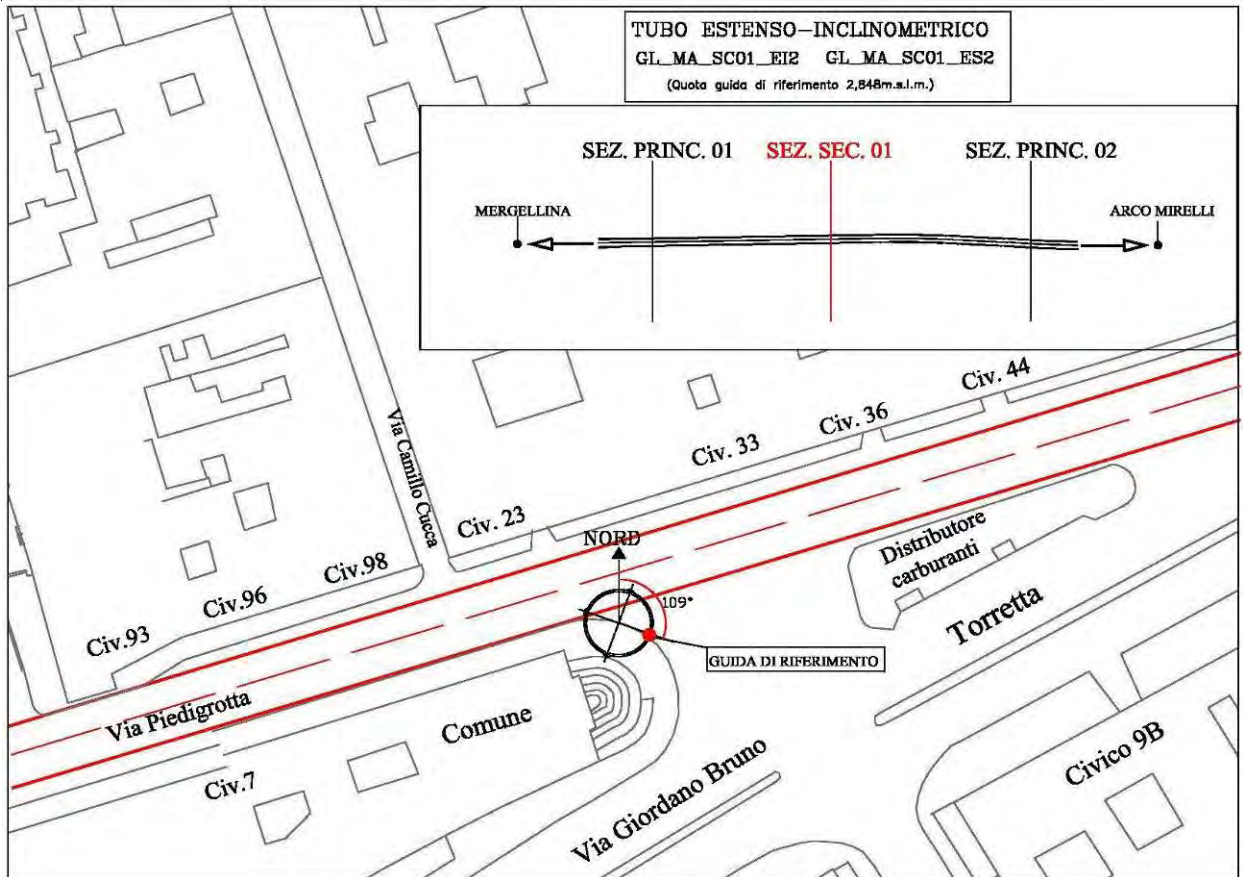 TUBO ESTENSO-INCLINOMETRICO
GL_MA_SC01_EI2 GL_MA_SC01_ES2
(Quota guida di riferimento 2,848m.s.l.m.)
SEZ. PRINC. 01 SEZ. SEC. 01 SEZ. PRINC. 02
MERGELLINA
ARCO MIRELLI
Civ. 44
Civ. 36
Civ. 33
Via Camillo Cucca
Civ. 23
NORD
Distributore
carburanti
Civ.98
Civ.96
109°
Torretta
Civ.93
GUIDA DI RIFERIMENTO
Via Piedigrotta
Comune
Civico 9B
Civ.7
Via Giordano Bruno